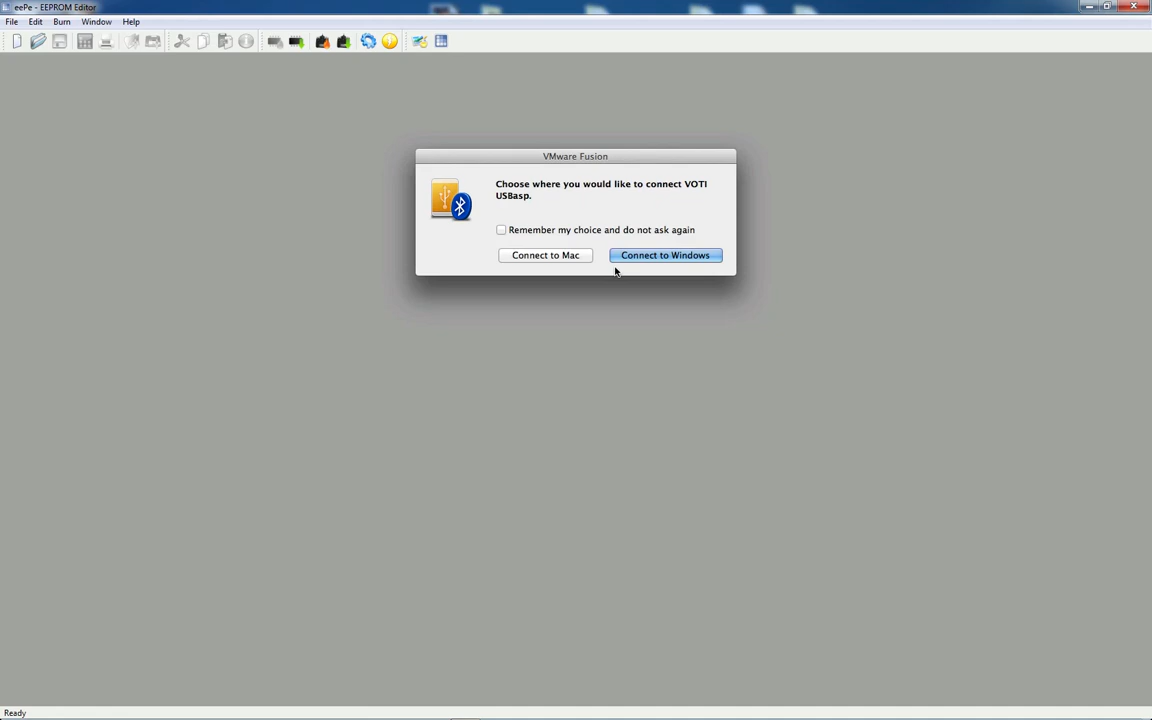 eePe - EEPROM Editor
File Edit Burn Window Help
VMware Fusion
Choose where you would like to connect VOTI
USBasp.
Remember my choice and do not ask again
Connect to Mac Connect to Windows
Ready